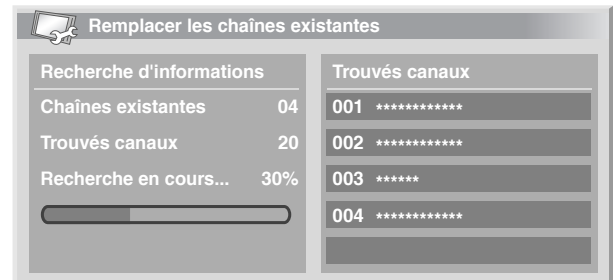 Remplacer les chaînes existantes
Recherche d'informations
Chaînes existantes 04
Trouvés canaux 20
Recherche en cours... 30%
Trouvés canaux
001 ************
002 ************
003 ******
004 ************